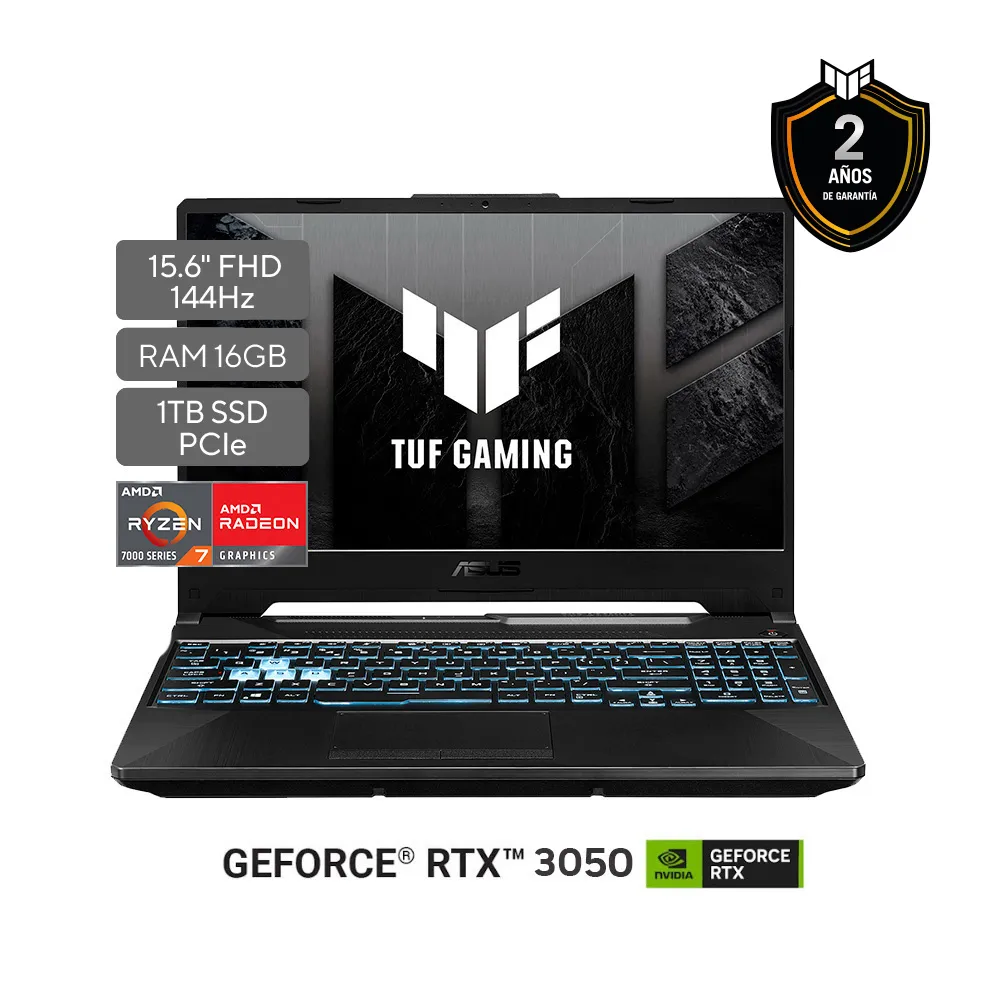 2
AÑOS
DE GARANTÍA
15.6" FHD
144Hz
RAM 16GB
1TB SSD
PCIe
TUF GAMING
AMD
RYZEN
7000 SERIES 7
AMD
RADEON
GRAPHICS
ASUS
GEFORCE® RTX™ 3050
NVIDIA
GEFORCE
RTX